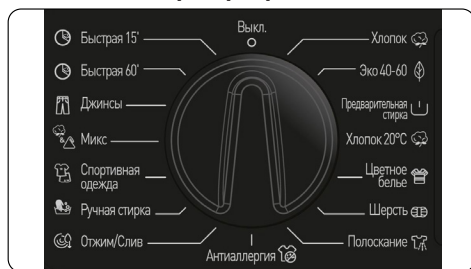 Выкл.
Быстрая 15'
Быстрая 60'
Джинсы
Микс
Спортивная
одежда
Ручная стирка
Отжим/Слив
Антиаллергия
Хлопок
Эко 40-60
Предварительная
стирка
Хлопок 20°C
Цветное
белье
Шерсть
Полоскание